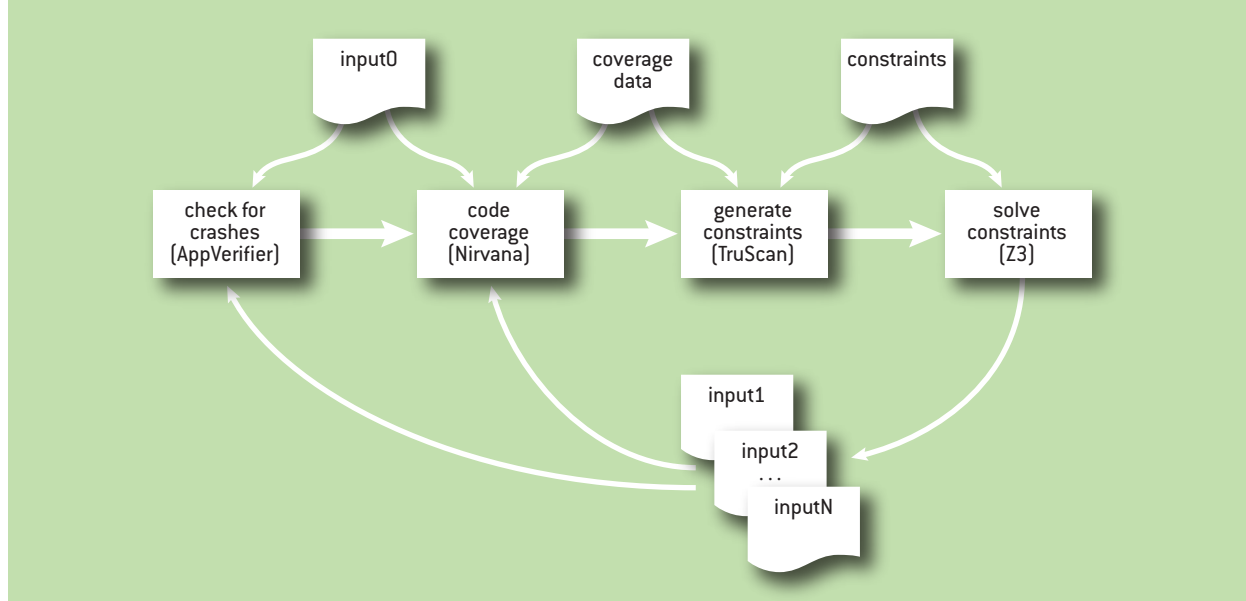 input0
coverage
data
constraints
check for
crashes
(AppVerifier)
code
coverage
(Nirvana)
generate
constraints
(TruScan)
solve
constraints
(Z3)
input1
input2
...
inputN